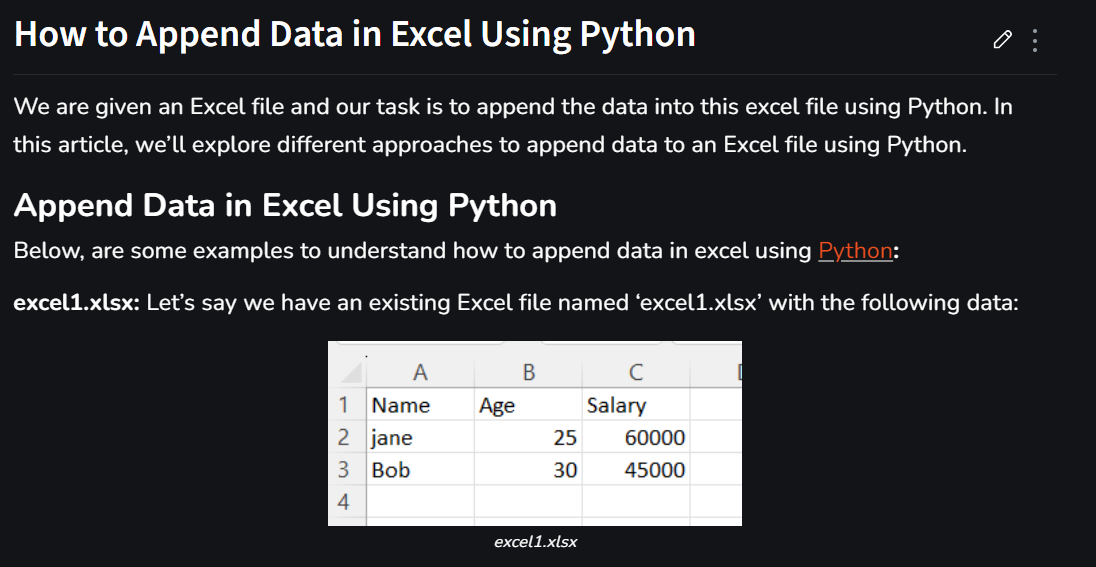 How to Append Data in Excel Using Python
We are given an Excel file and our task is to append the data into this excel file using Python. In
this article, we’ll explore different approaches to append data to an Excel file using Python.
Append Data in Excel Using Python
Below, are some examples to understand how to append data in excel using Python:
excel1.xlsx: Let’s say we have an existing Excel file named ‘excel1.xlsx’ with the following data:
A B C
1 Name Age Salary
2 jane 25 60000
3 Bob 30 45000
4
excel1.xlsx